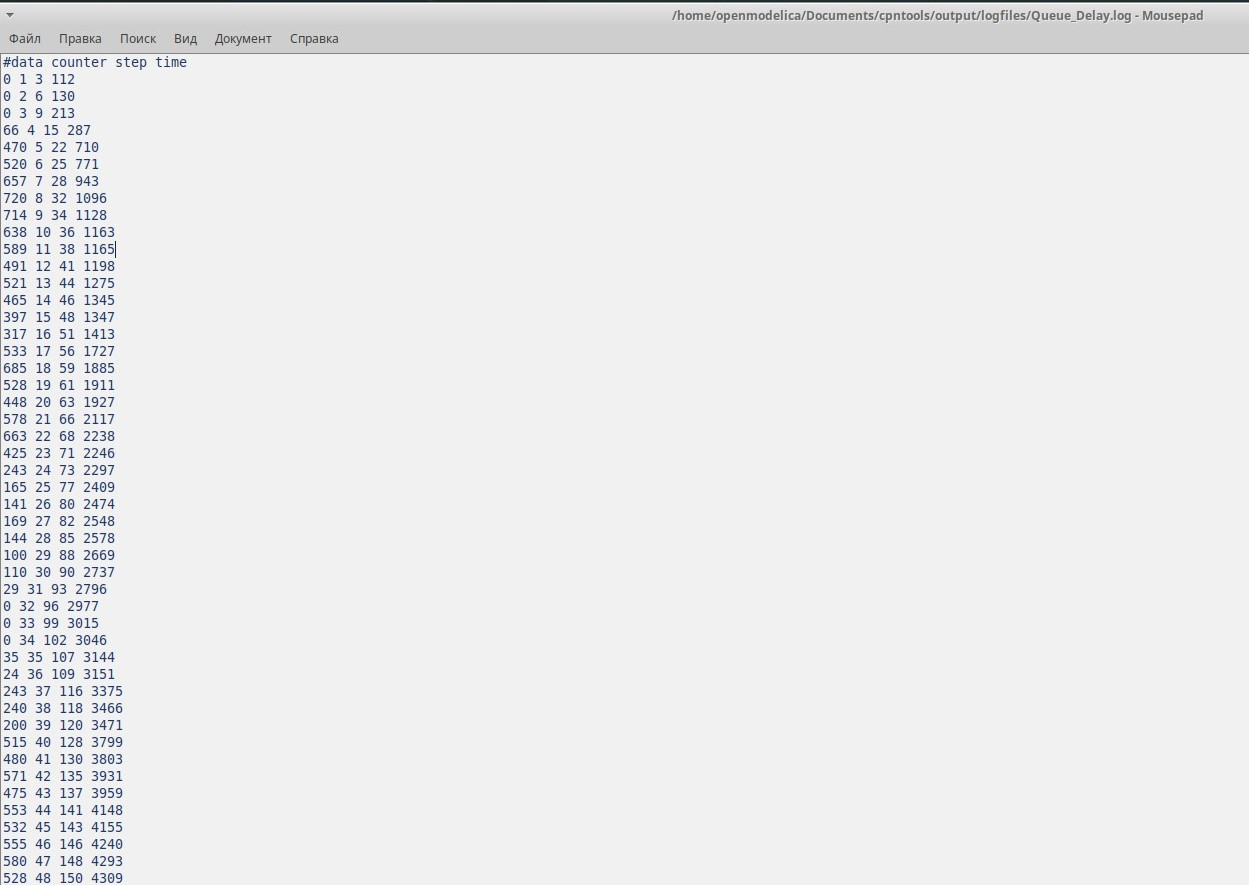 /home/openmodelica/Documents/cpntools/output/logfiles/Queue_Delay.log - Mousepad
Файл Правка Поиск Вид Документ Справка
#data counter step time
0 1 3 112
0 2 6 130
0 3 9 213
66 4 15 287
470 5 22 710
520 6 25 771
657 7 28 943
720 8 32 1096
714 9 34 1128
638 10 36 1163
589 11 38 1165
491 12 41 1198
521 13 44 1275
465 14 46 1345
397 15 48 1347
317 16 51 1413
533 17 56 1727
685 18 59 1885
528 19 61 1911
448 20 63 1927
578 21 66 2117
663 22 68 2238
425 23 71 2246
243 24 73 2297
165 25 77 2409
141 26 80 2474
169 27 82 2548
144 28 85 2578
100 29 88 2669
110 30 90 2737
29 31 93 2796
0 32 96 2977
0 33 99 3015
0 34 102 3046
35 35 107 3144
24 36 109 3151
243 37 116 3375
240 38 118 3466
200 39 120 3471
515 40 128 3799
480 41 130 3803
571 42 135 3931
475 43 137 3959
553 44 141 4148
532 45 143 4155
555 46 146 4240
580 47 148 4293
528 48 150 4309